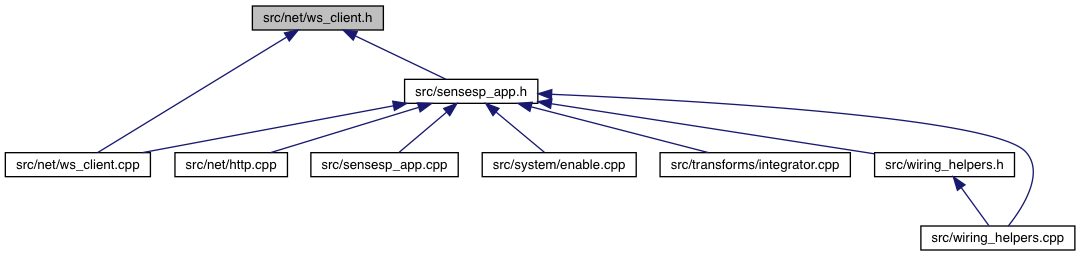 src/net/ws_client.h
src/sensesp_app.h
src/net/ws_client.cpp
src/net/http.cpp
src/sensesp_app.cpp
src/system/enable.cpp
src/transforms/integrator.cpp
src/wiring_helpers.h
src/wiring_helpers.cpp